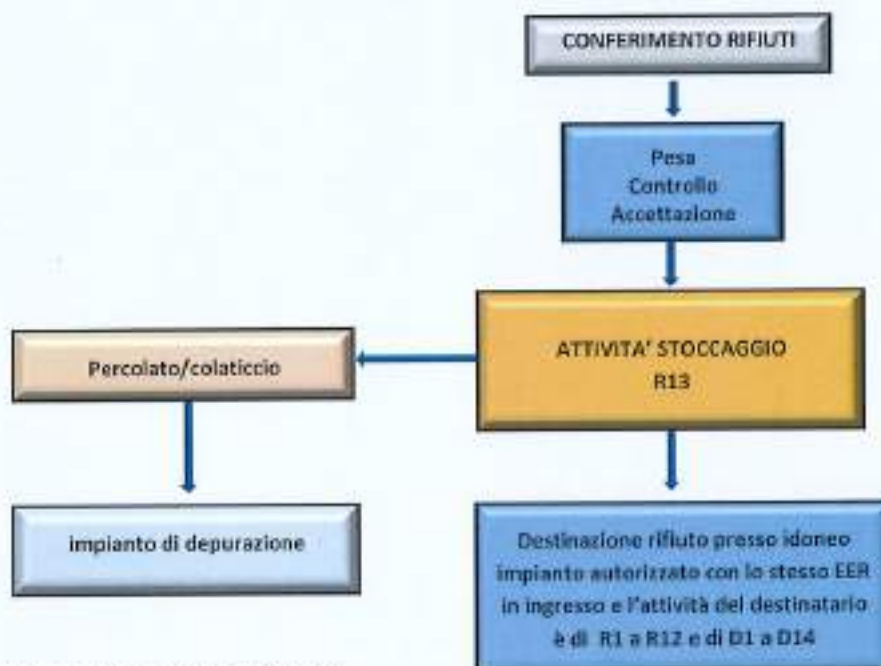 CONFERIMENTO RIFIUTI
Pesa
Controllo
Accettazione
ATTIVITA' STOCCAGGIO
R13
Percolato/colaticcio
impianto di depurazione
Destinazione rifiuto presso idoneo
impianto autorizzato con lo stesso EER
in ingresso e l'attività del destinatario
è di R1 a R12 e di D1 a D14